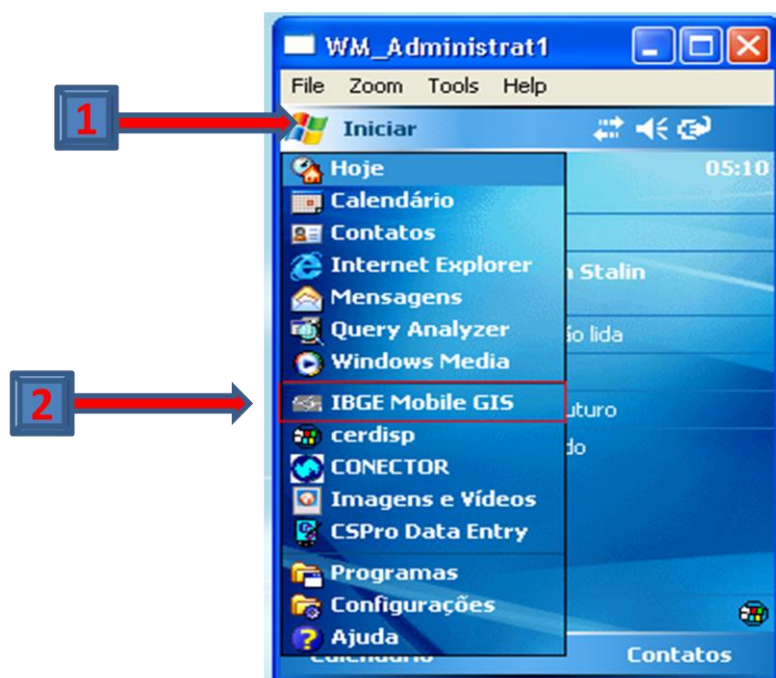 WM_Administrat1
File Zoom Tools Help
1
Iniciar
Hoje
05:10
Calendário
Contatos
Internet Explorer
Stalin
Mensagens
Query Analyzer
ão lida
Windows Media
2
IBGE Mobile GIS
uturo
cerdisp
do
CONECTOR
Imagens e Vídeos
CSPro Data Entry
Programas
Configurações
Ajuda
Calendário
Contatos